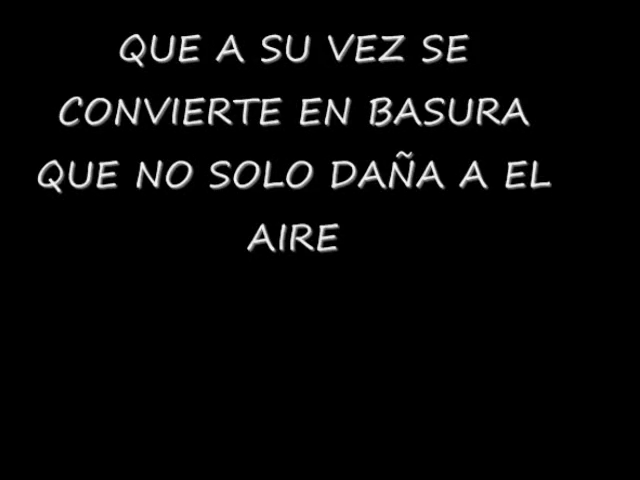 QUE A SU VEZ SE
CONVIERTE EN BASURA
QUE NO SOLO DAÑA A EL
AIRE